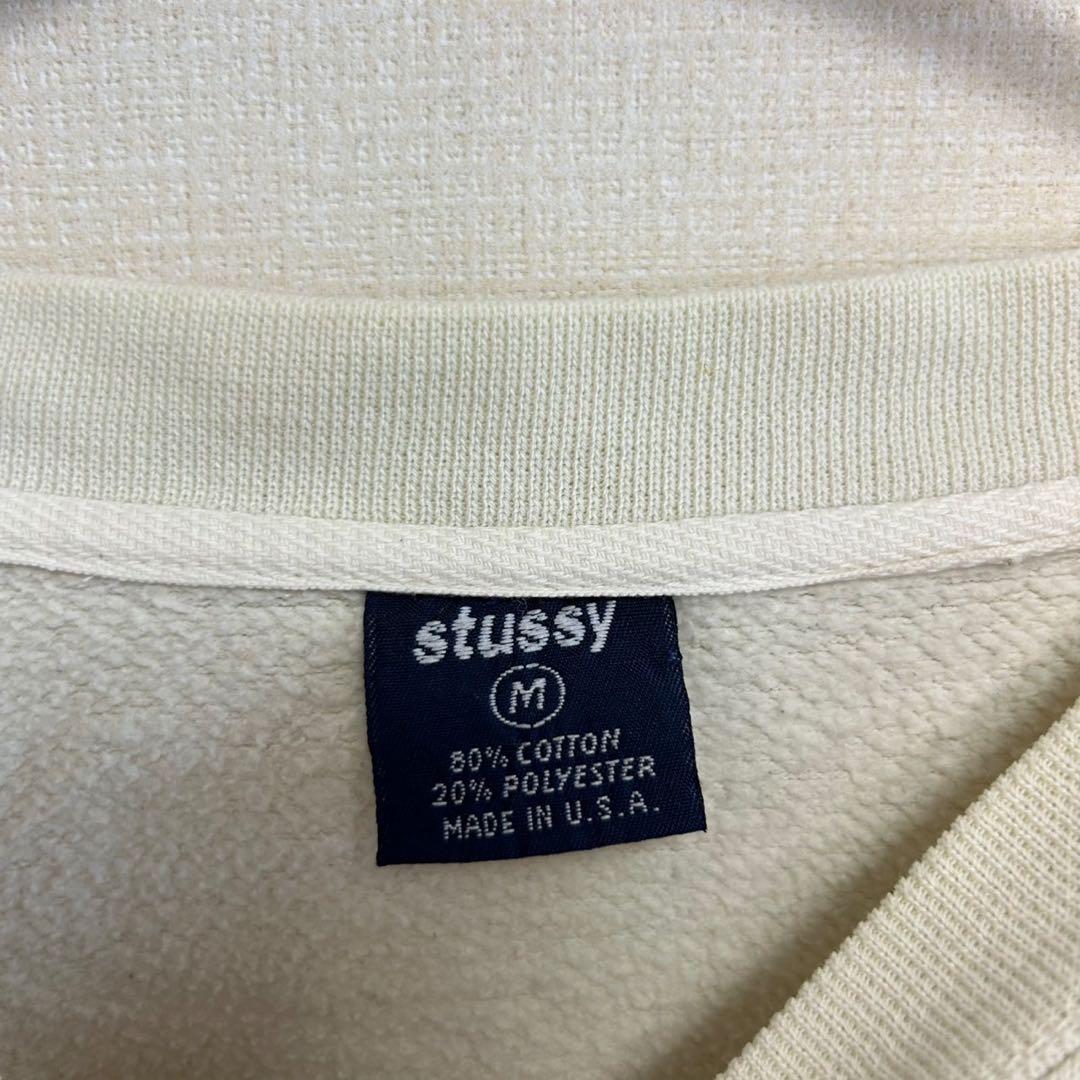 stussy
M
80% COTTON
20% POLYESTER
MADE IN U.S.A.